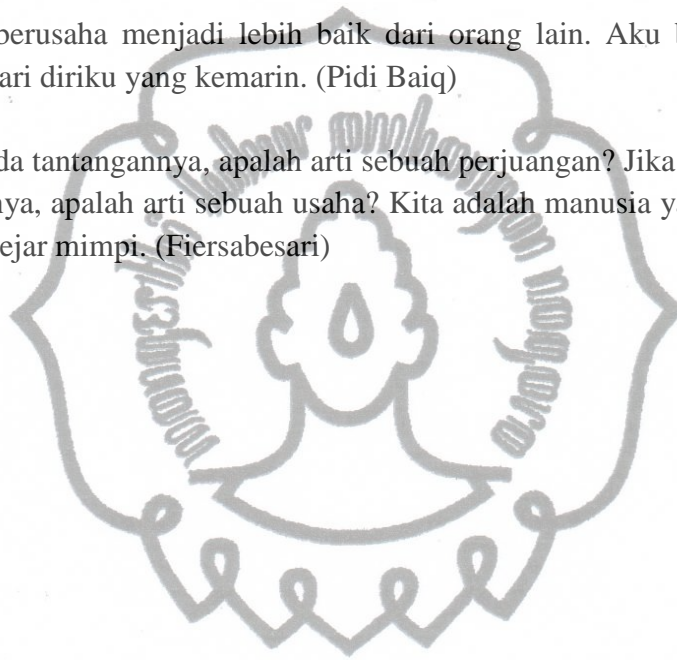 berusaha menjadi lebih baik dari orang lain. Aku
ari diriku yang kemarin. (Pidi Baiq)
da tantangannya, apalah arti sebuah perjuangan? Jika
nya, apalah arti sebuah usaha? Kita adalah manusia
ejar mimpi. (Fiersabesari)